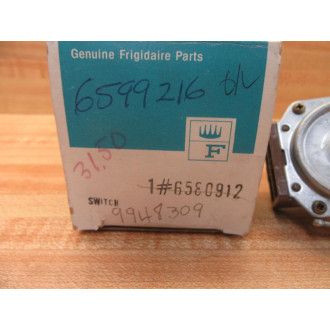 Genuine Frigidaire Parts
6599216
31.50
F
1#6580912
SWITCH
9948309